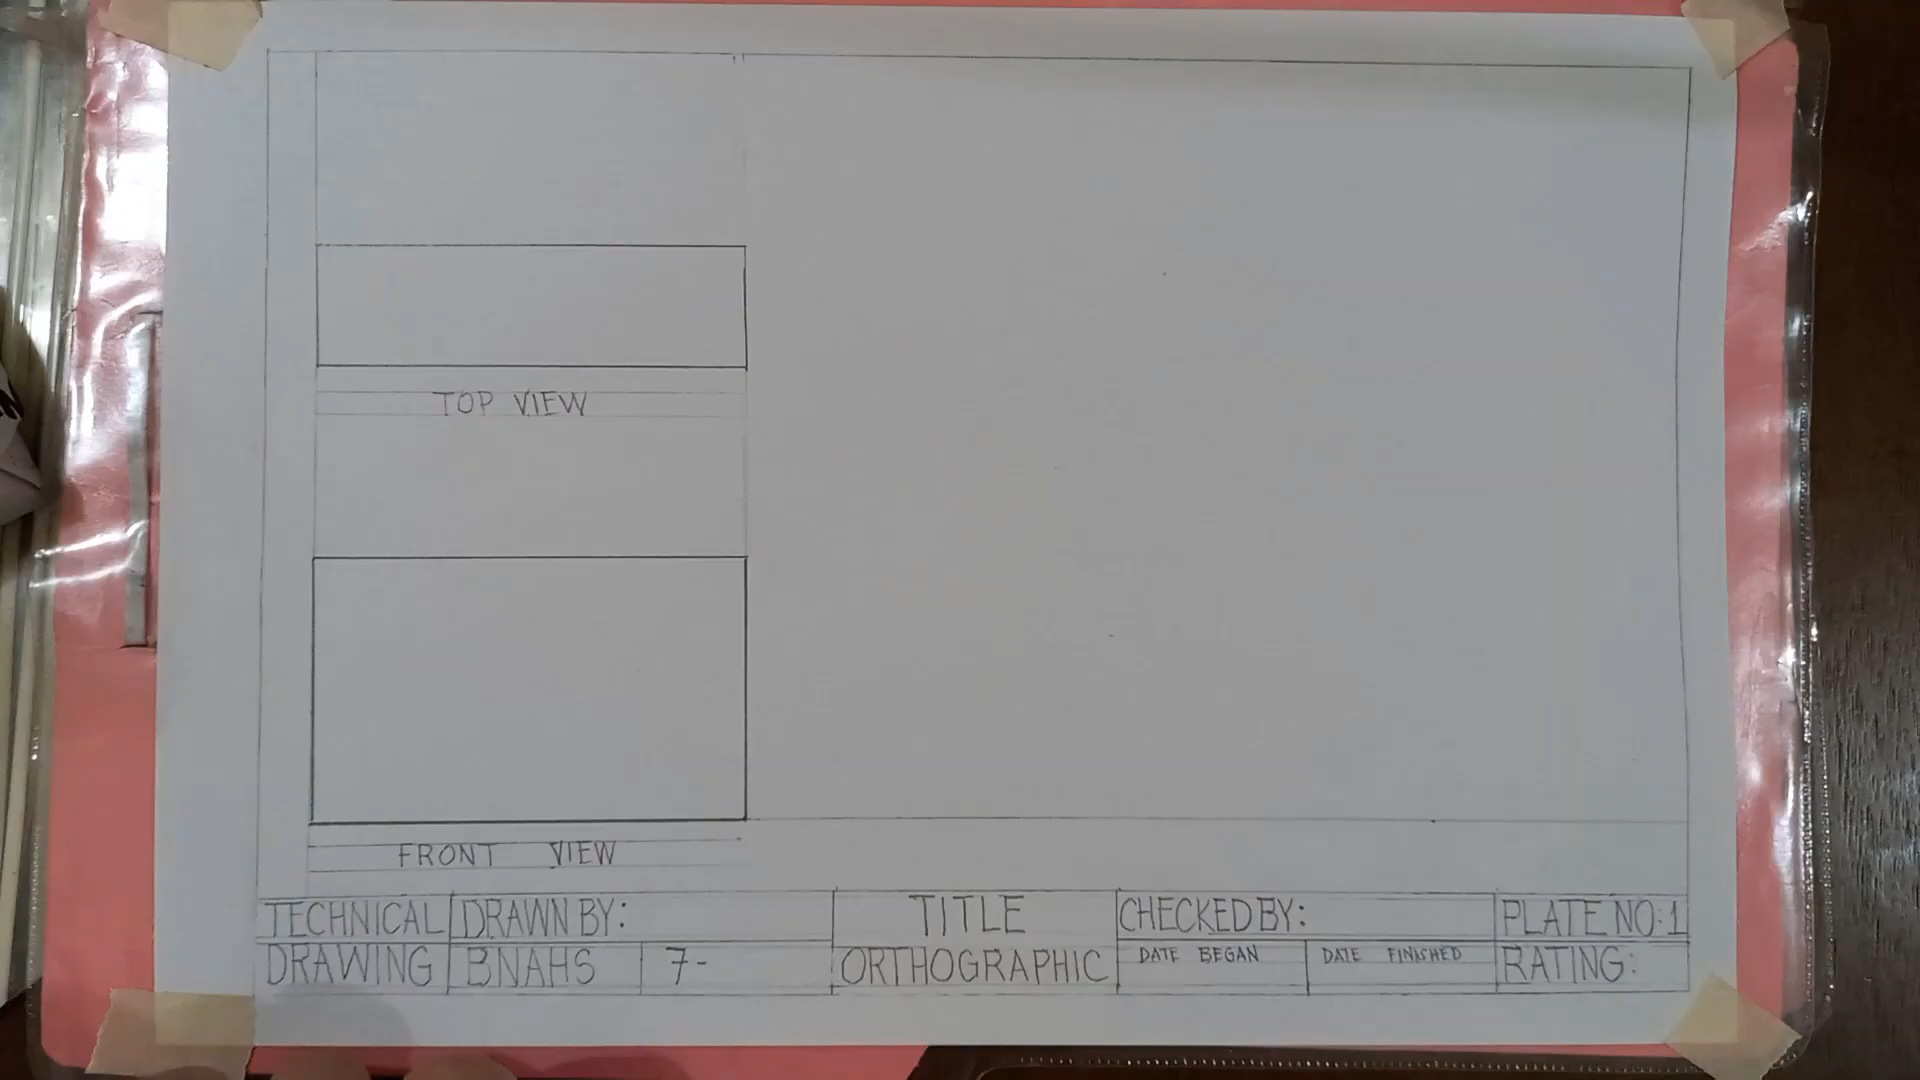 TOP VIEW
FRONT VIEW
TECHNICAL DRAWING
DRAWN BY:
BNAHS
7-
TITLE
ORTHOGRAPHIC
CHECKED BY:
DATE BEGAN
DATE FINISHED
PLATE NO: 1
RATING: